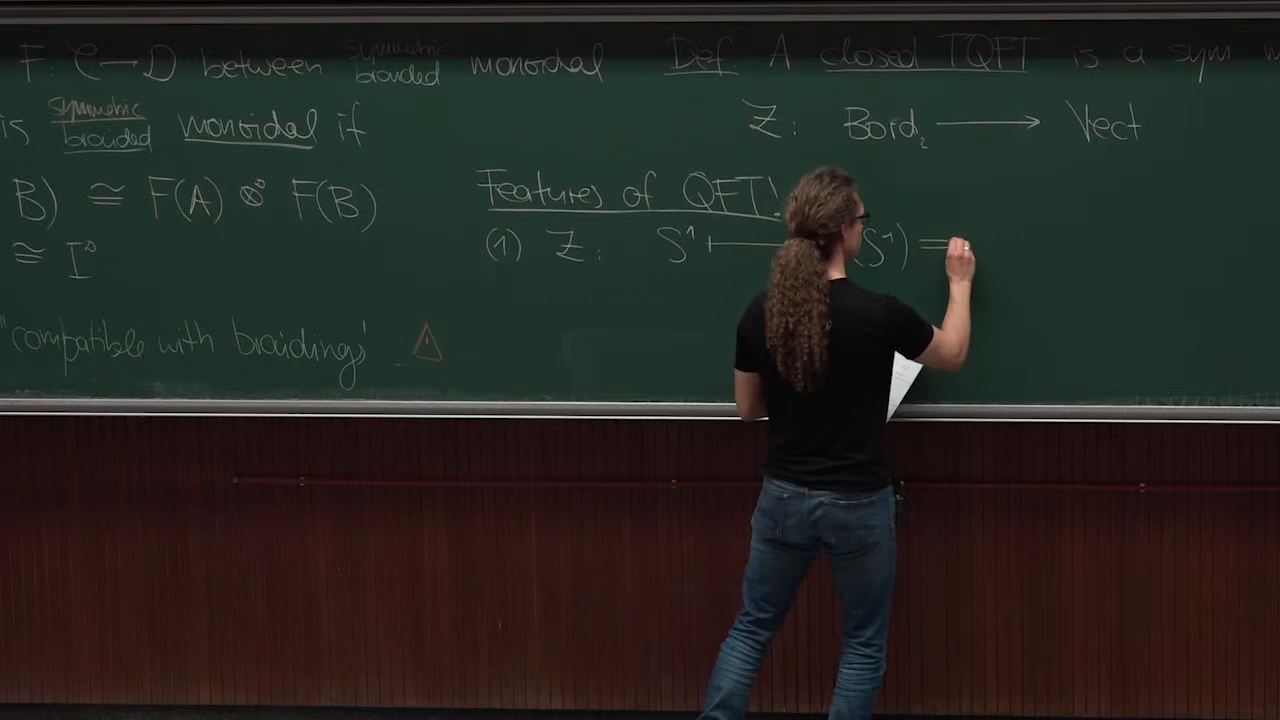 F: C → D between symmetric braided monoidal
is symmetric braided monoidal if
B) ≅ F(A) ⊗ᴰ F(B)
≅ Iᴰ
"compatible with braidings" ⚠
Def. A closed TQFT is a sym
Z: Bord₂ → Vect
Features of QFT!
(1) Z: S¹ ↦ (S¹) =